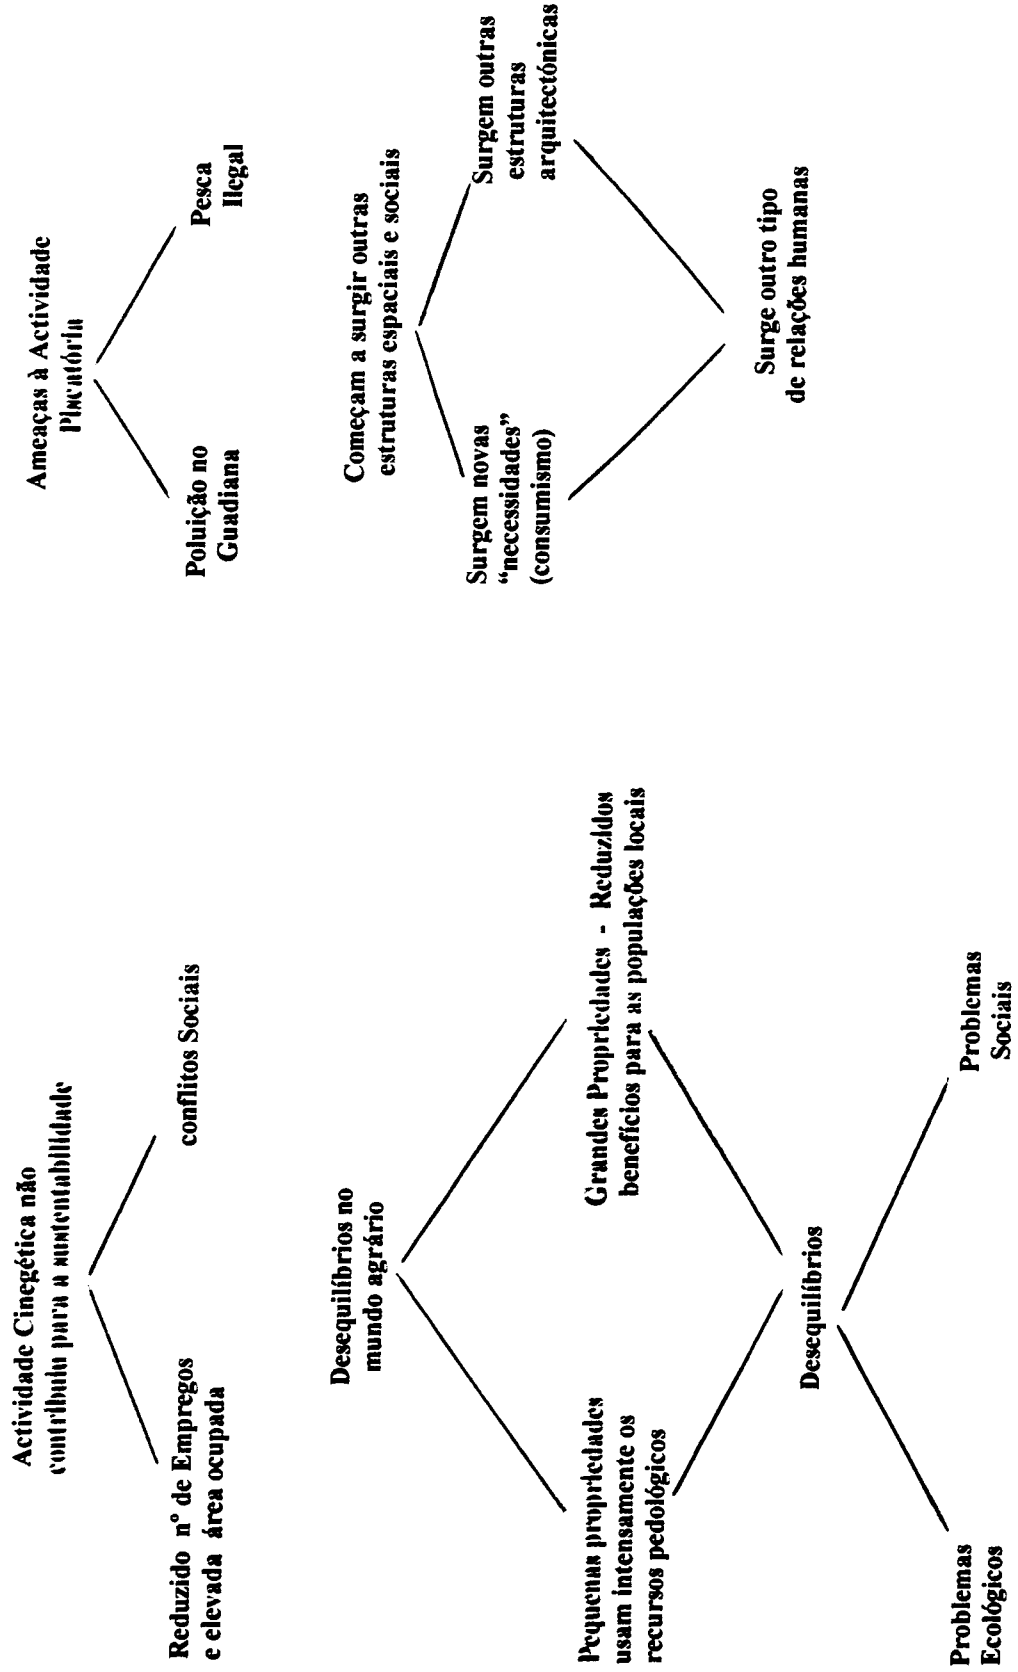 Actividade Cinegética não
contribuiu para a sustentabilidade
Reduzido nº de Empregos
e elevada área ocupada
conflitos Sociais
Ameaças à Actividade
Piscatória
Poluição no
Guadiana
Pesca
Ilegal
Desequilíbrios no
mundo agrário
Pequenas propriedades
usam intensamente os
recursos pedológicos
Grandes Propriedades - Reduzidos
benefícios para as populações locais
Desequilíbrios
Problemas
Ecológicos
Problemas
Sociais
Começam a surgir outras
estruturas espaciais e sociais
Surgem novas
“necessidades”
(consumismo)
Surgem outras
estruturas
arquitectónicas
Surge outro tipo
de relações humanas